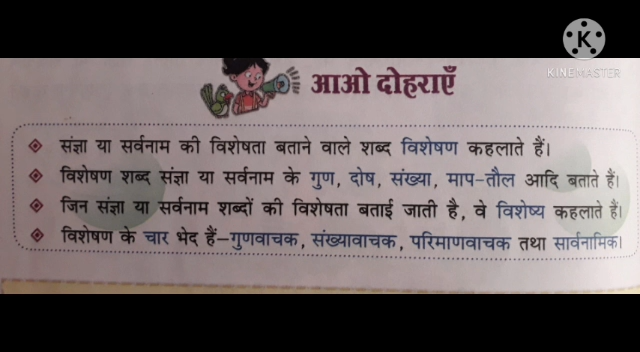 K
KINEMASTER
आओ दोहराएँ
संज्ञा या सर्वनाम की विशेषता बताने वाले शब्द विशेषण कहलाते हैं।
विशेषण शब्द संज्ञा या सर्वनाम के गुण, दोष, संख्या, माप-तौल आदि बताते हैं।
जिन संज्ञा या सर्वनाम शब्दों की विशेषता बताई जाती है, वे विशेष्य कहलाते हैं।
विशेषण के चार भेद हैं–गुणवाचक, संख्यावाचक, परिमाणवाचक तथा सार्वनामिक।